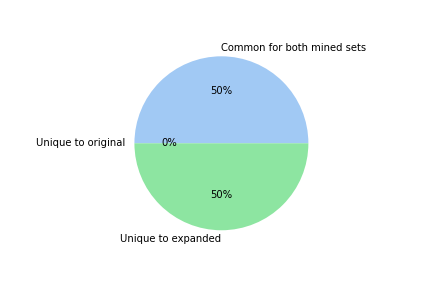 Common for both mined sets
50%
Unique to original
0%
50%
Unique to expanded